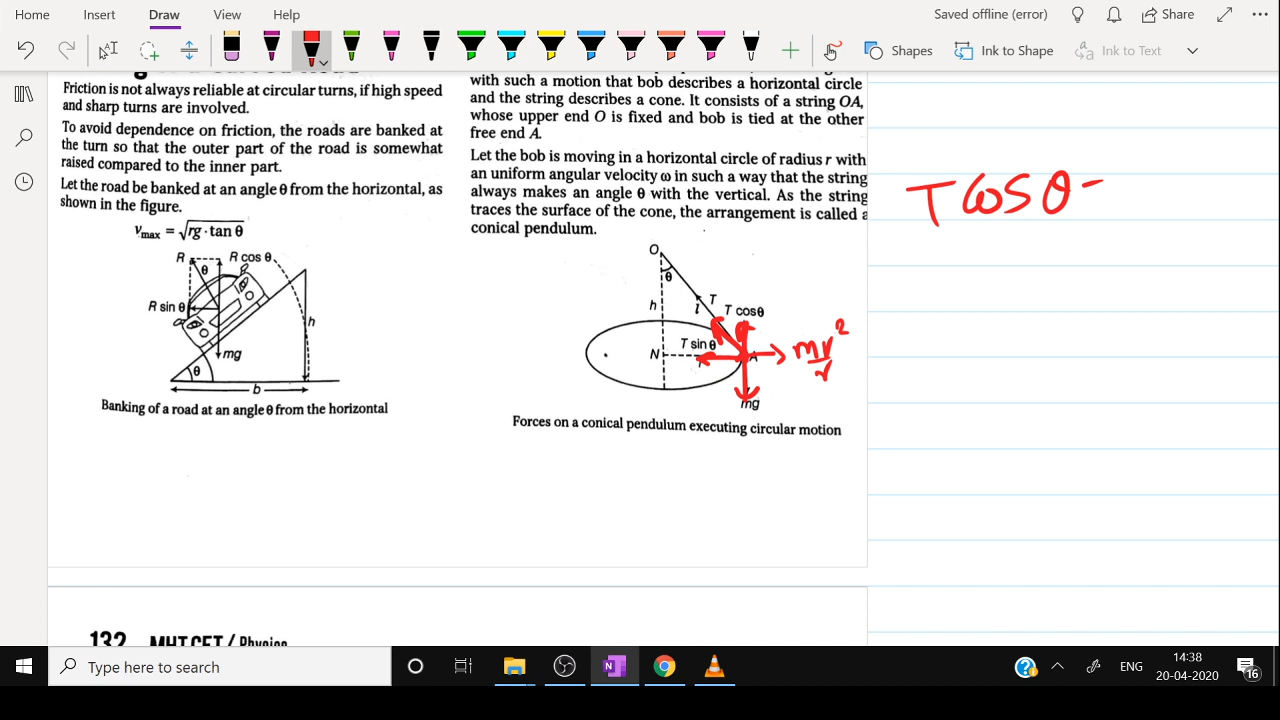 Home Insert Draw View Help Saved offline (error) Share
Shapes Ink to Shape Ink to Text
Friction is not always reliable at circular turns, if high speed
and sharp turns are involved.
To avoid dependence on friction, the roads are banked at
the turn so that the outer part of the road is somewhat
raised compared to the inner part.
Let the road be banked at an angle θ from the horizontal, as
shown in the figure.
vmax = √rg · tan θ
R
θ
R cos θ
R sin θ
h
mg
θ
b
Banking of a road at an angle θ from the horizontal
with such a motion that bob describes a horizontal circle
and the string describes a cone. It consists of a string OA,
whose upper end O is fixed and bob is tied at the other
free end A.
Let the bob is moving in a horizontal circle of radius r with
an uniform angular velocity ω in such a way that the string
always makes an angle θ with the vertical. As the string
traces the surface of the cone, the arrangement is called a
conical pendulum.
O
θ
T
h
l
T cosθ
T sinθ
N
A
mg
mv²/r
Forces on a conical pendulum executing circular motion
T cos θ -
132 MHT CET / Physics
Type here to search
ENG
14:38
20-04-2020
16